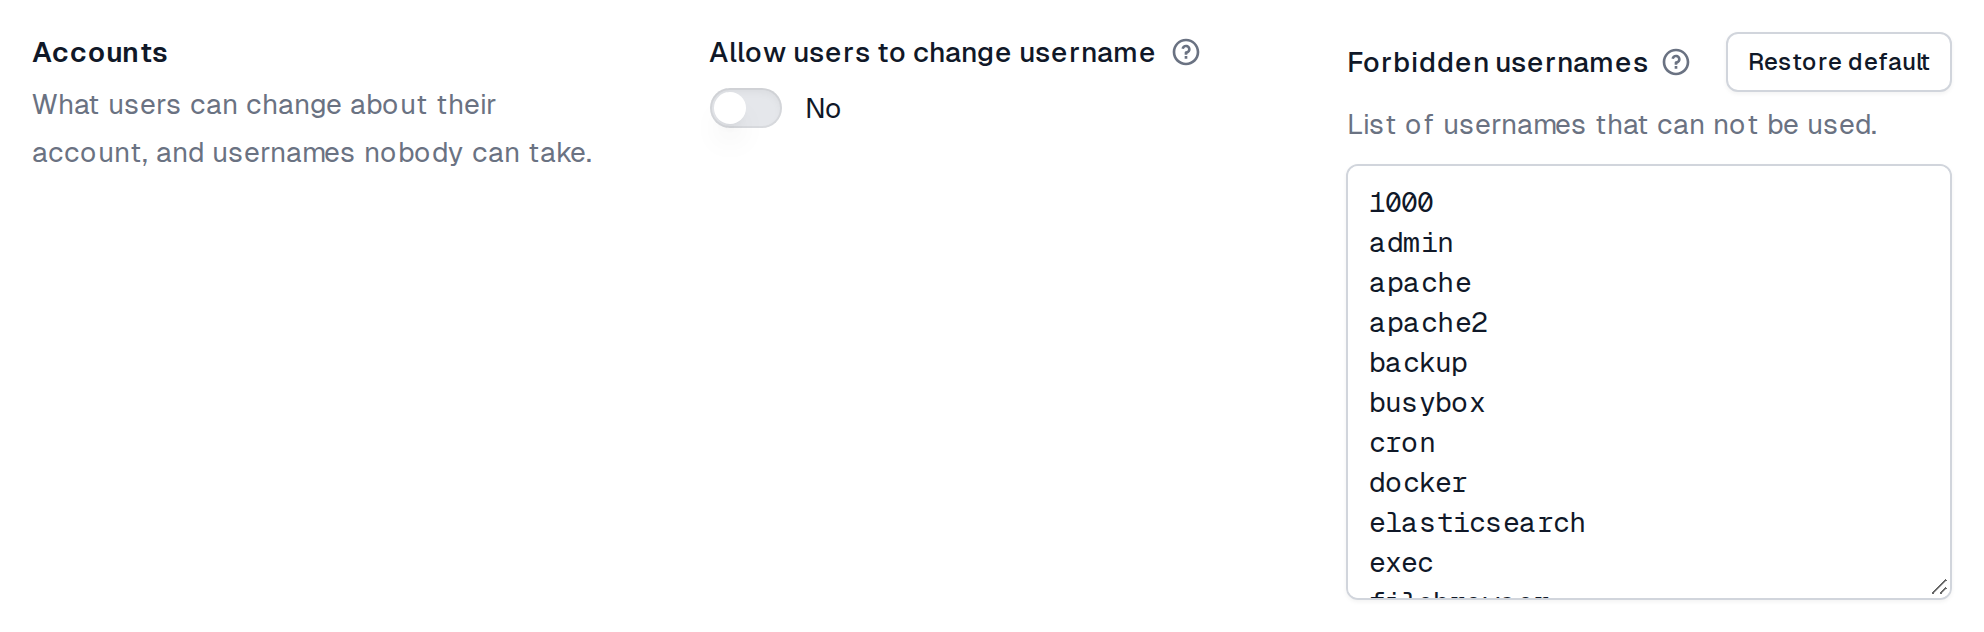 Accounts
What users can change about their
account, and usernames nobody can take.
Allow users to change username
No
Forbidden usernames
Restore default
List of usernames that can not be used.
1000
admin
apache
apache2
backup
busybox
cron
docker
elasticsearch
exec